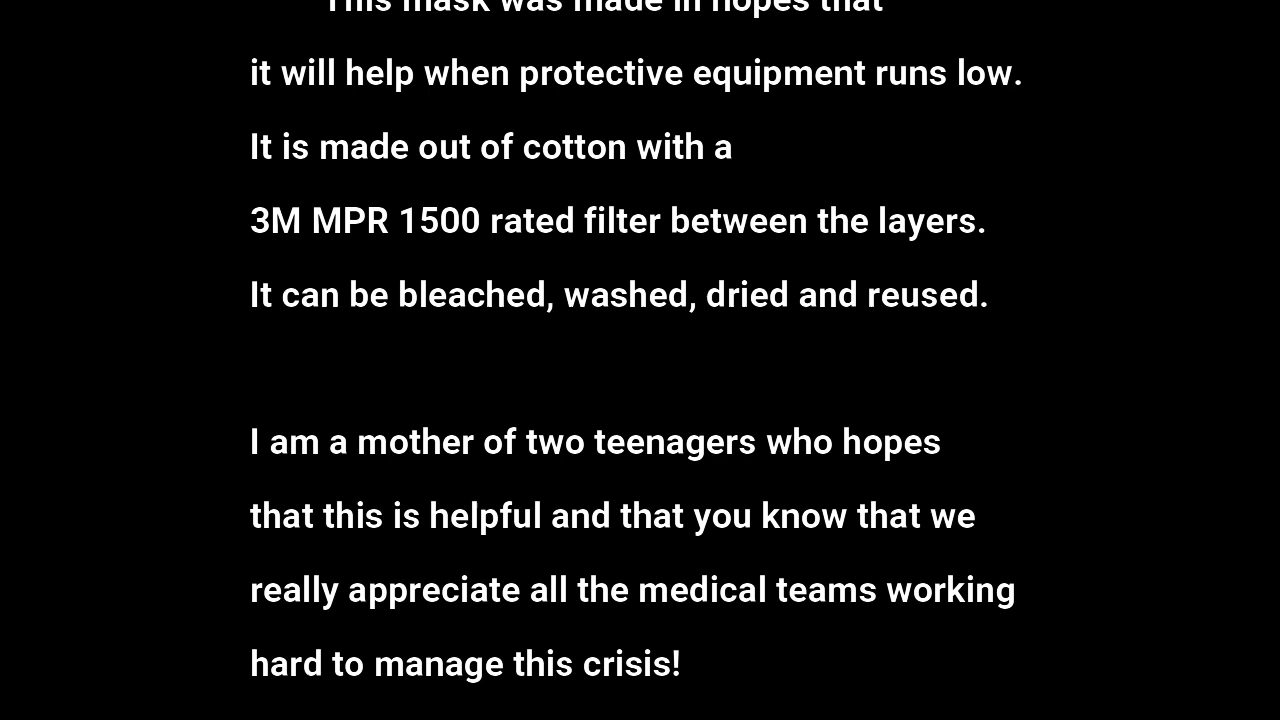 This mask was made in hopes that
it will help when protective equipment runs low.
It is made out of cotton with a
3M MPR 1500 rated filter between the layers.
It can be bleached, washed, dried and reused.
I am a mother of two teenagers who hopes
that this is helpful and that you know that we
really appreciate all the medical teams working
hard to manage this crisis!